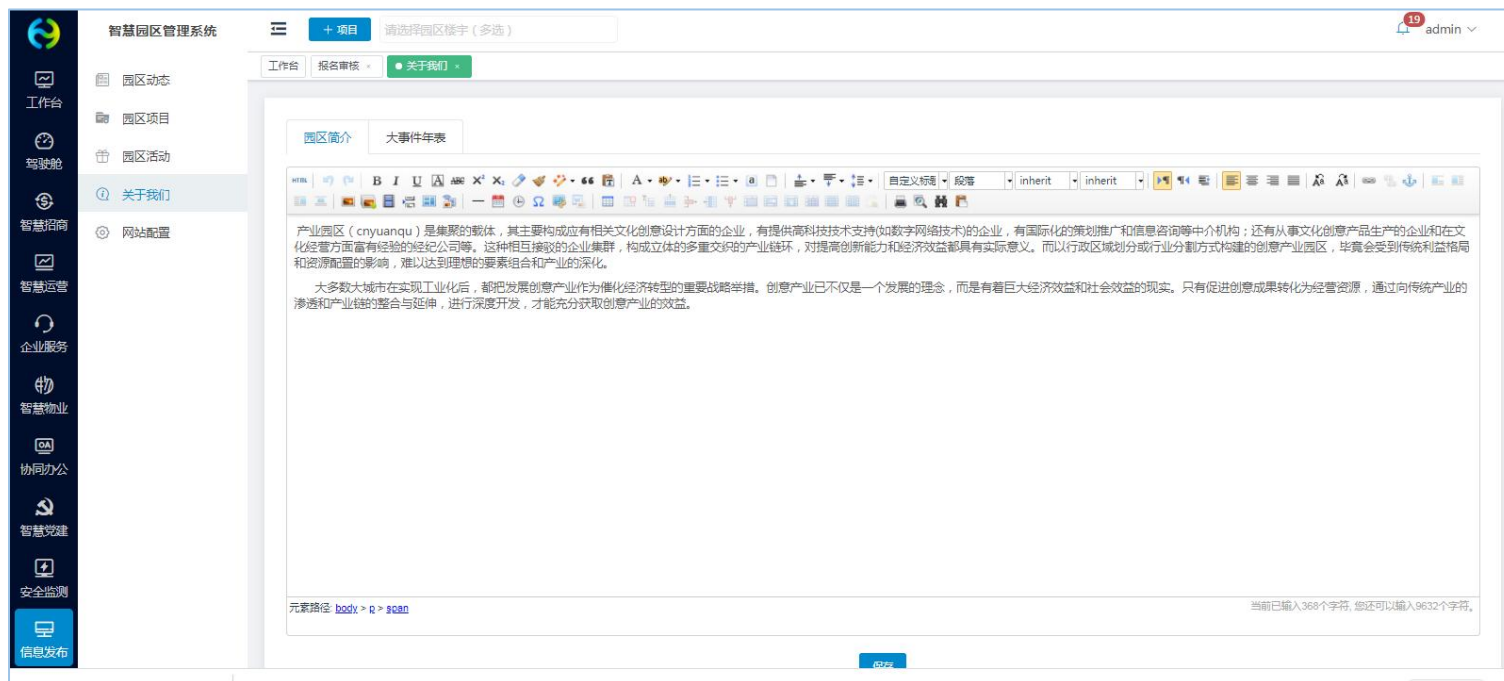 智慧园区管理系统
+ 项目
请选择园区楼宇（多选）
19
admin
工作台
驾驶舱
智慧招商
智慧运营
企业服务
智慧物业
OA
协同办公
智慧党建
安全监测
信息发布
园区动态
园区项目
园区活动
关于我们
网站配置
工作台 报名审核 × ● 关于我们 ×
园区简介 大事件年表
HTML B I U A ABC X² X₂ A 自定义标题 段落 inherit inherit
产业园区（cnyuanqu）是集聚的载体，其主要构成应有相关文化创意设计方面的企业，有提供高科技技术支持(如数字网络技术)的企业，有国际化的策划推广和信息咨询等中介机构；还有从事文化创意产品生产的企业和在文
化经营方面富有经验的经纪公司等。这种相互接驳的企业集群，构成立体的多重交织的产业链环，对提高创新能力和经济效益都具有实际意义。而以行政区域划分或行业分割方式构建的创意产业园区，毕竟会受到传统利益格局
和资源配置的影响，难以达到理想的要素组合和产业的深化。
大多数大城市在实现工业化后，都把发展创意产业作为催化经济转型的重要战略举措。创意产业已不仅是一个发展的理念，而是有着巨大经济效益和社会效益的现实。只有促进创意成果转化为经营资源，通过向传统产业的
渗透和产业链的整合与延伸，进行深度开发，才能充分获取创意产业的效益。
元素路径: body > p > span
当前已输入368个字符, 您还可以输入9632个字符。
保存